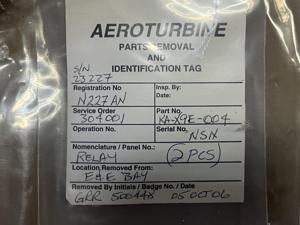 AEROTURBINE
PARTS REMOVAL
AND
IDENTIFICATION TAG
S/N
23227
Registration No
N227AN
Insp. By:
Date:
Service Order
304001
Part No.
KA-X9E-004
Operation No.
Serial No.
NSN
Nomenclature / Panel No.:
RELAY
2 PCS
Location Removed From:
E&E BAY
Removed By Initials / Badge No. / Date
GRR 500448 05 OCT 06